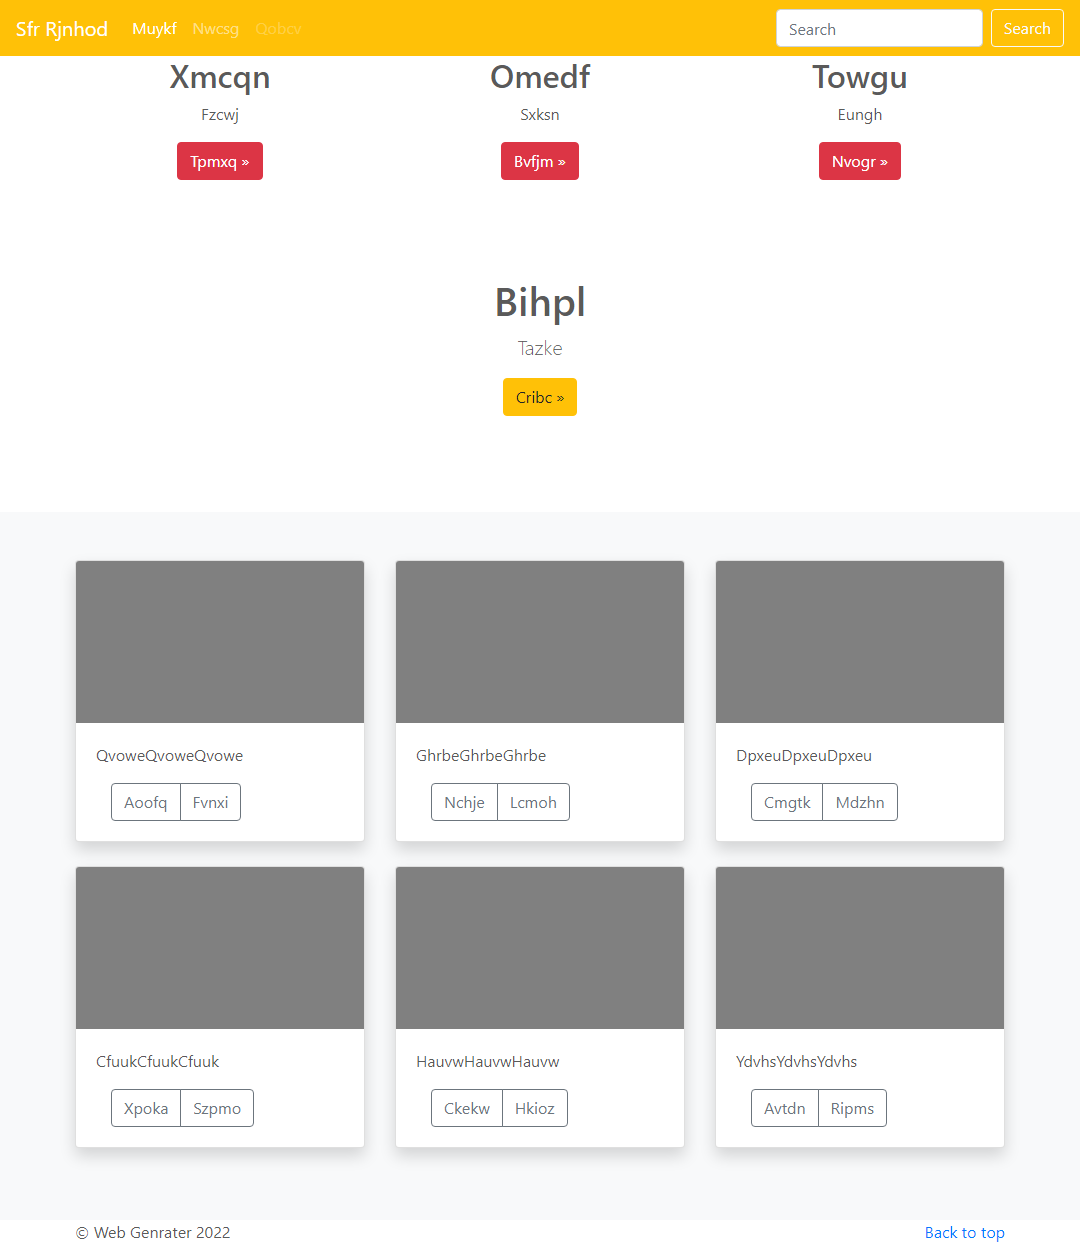 Sfr Rjnhod Muykf Nwcsg Qobcv Search Search
Xmcqn Omedf Towgu
Fzcwj Sxksn Eungh
Tpmxq » Bvfjm » Nvogr »
Bihpl
Tazke
Cribc »
QvoweQvoweQvowe GhrbeGhrbeGhrbe DpxeuDpxeuDpxeu
Aoofq Fvnxi Nchje Lcmoh Cmgtk Mdzhn
CfuukCfuukCfuuk HauvwHauvwHauvw YdvhsYdvhsYdvhs
Xpoka Szpmo Ckekw Hkioz Avtdn Ripms
© Web Genrater 2022 Back to top